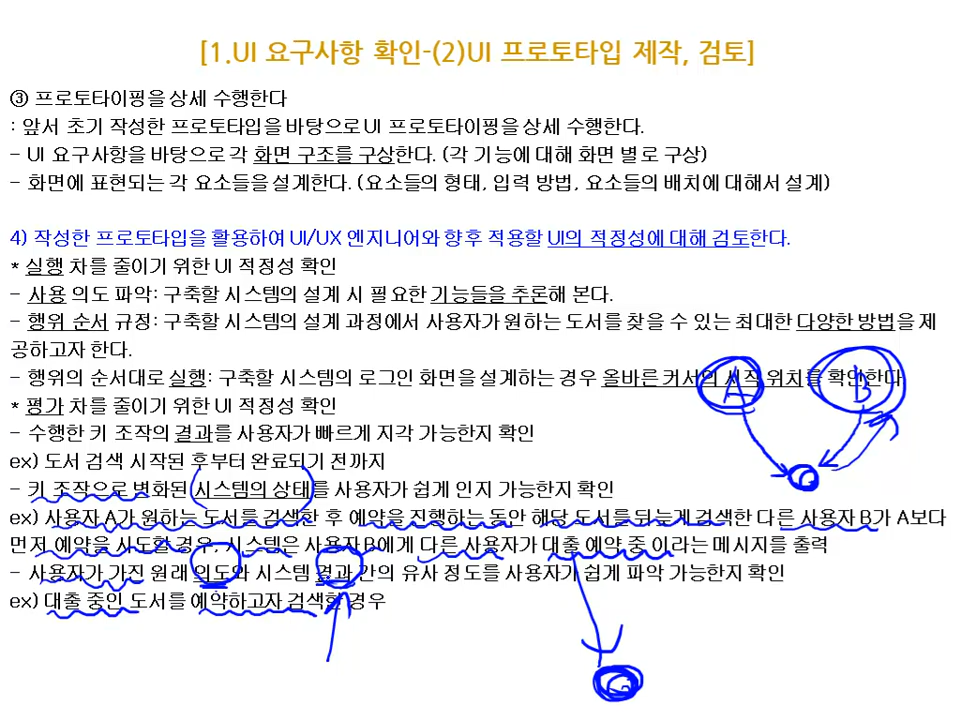 [1.UI 요구사항 확인-(2)UI 프로토타입 제작, 검토]
③ 프로토타이핑을 상세 수행한다
: 앞서 초기 작성한 프로토타입을 바탕으로 UI 프로토타이핑을 상세 수행한다.
- UI 요구사항을 바탕으로 각 화면 구조를 구상한다. (각 기능에 대해 화면 별로 구상)
- 화면에 표현되는 각 요소들을 설계한다. (요소들의 형태, 입력 방법, 요소들의 배치에 대해서 설계)
4) 작성한 프로토타입을 활용하여 UI/UX 엔지니어와 향후 적용할 UI의 적정성에 대해 검토한다.
* 실행 차를 줄이기 위한 UI 적정성 확인
- 사용 의도 파악: 구축할 시스템의 설계 시 필요한 기능들을 추론해 본다.
- 행위 순서 규정: 구축할 시스템의 설계 과정에서 사용자가 원하는 도서를 찾을 수 있는 최대한 다양한 방법을 제
공하고자 한다.
- 행위의 순서대로 실행: 구축할 시스템의 로그인 화면을 설계하는 경우 올바른 커서의 시작 위치를 확인한다
A B
* 평가 차를 줄이기 위한 UI 적정성 확인
- 수행한 키 조작의 결과를 사용자가 빠르게 지각 가능한지 확인
ex) 도서 검색 시작된 후부터 완료되기 전까지
- 키 조작으로 변화된 시스템의 상태를 사용자가 쉽게 인지 가능한지 확인
ex) 사용자 A가 원하는 도서를 검색한 후 예약을 진행하는 동안 해당 도서를 뒤늦게 검색한 다른 사용자 B가 A보다
먼저 예약을 시도할 경우, 시스템은 사용자 B에게 다른 사용자가 대출 예약 중 이라는 메시지를 출력
- 사용자가 가진 원래 의도와 시스템 결과 간의 유사 정도를 사용자가 쉽게 파악 가능한지 확인
ex) 대출 중인 도서를 예약하고자 검색한 경우